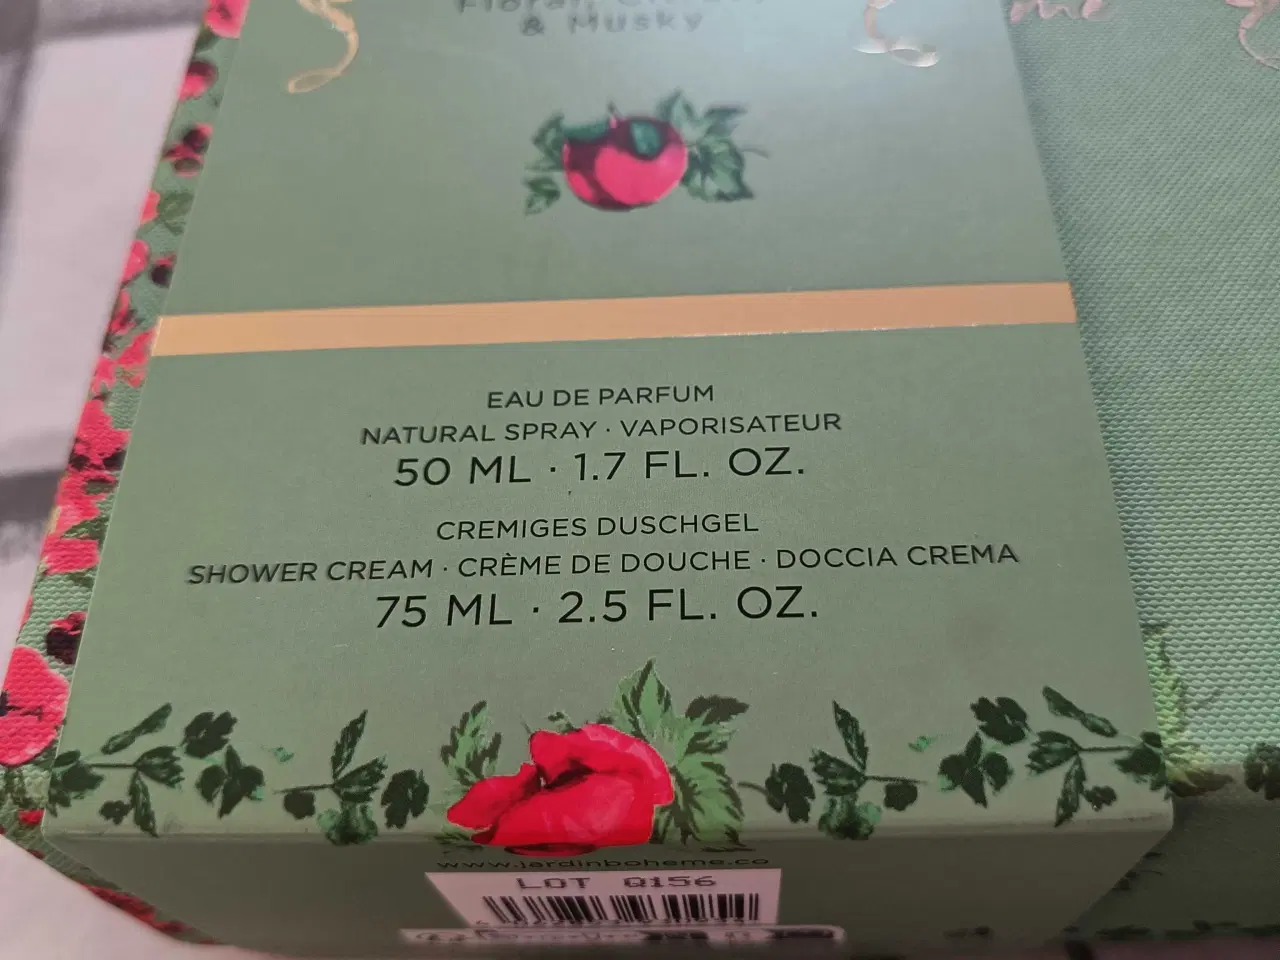 & Musky
EAU DE PARFUM
NATURAL SPRAY · VAPORISATEUR
50 ML · 1.7 FL. OZ.
CREMIGES DUSCHGEL
SHOWER CREAM · CRÈME DE DOUCHE · DOCCIA CREMA
75 ML · 2.5 FL. OZ.
www.jardinboheme.co
LOT Q156